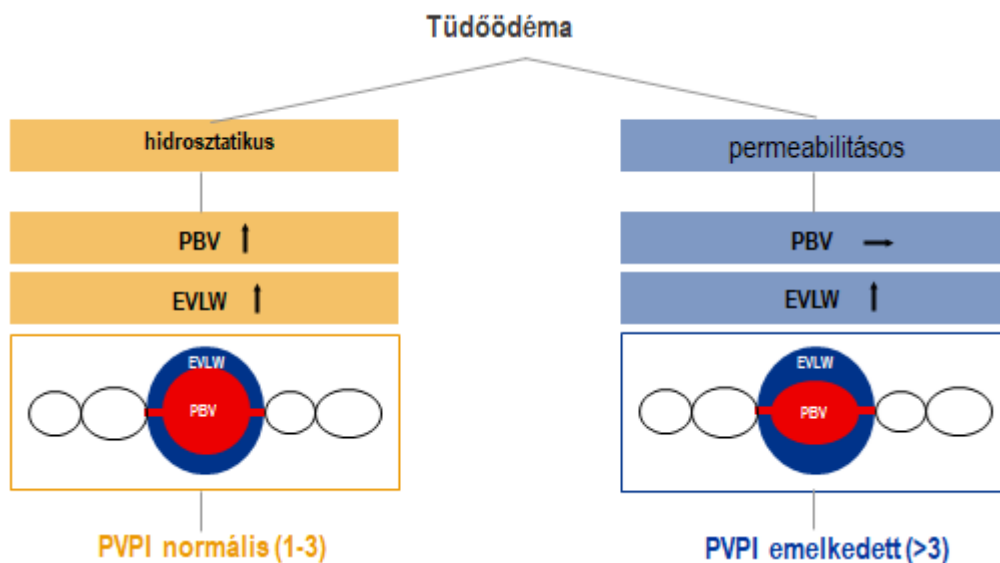 Tüdőödéma
hidrosztatikus
PBV ↑
EVLW ↑
EVLW
PBV
PVPI normális (1-3)
permeabilitásos
PBV →
EVLW ↑
EVLW
PBV
PVPI emelkedett (>3)